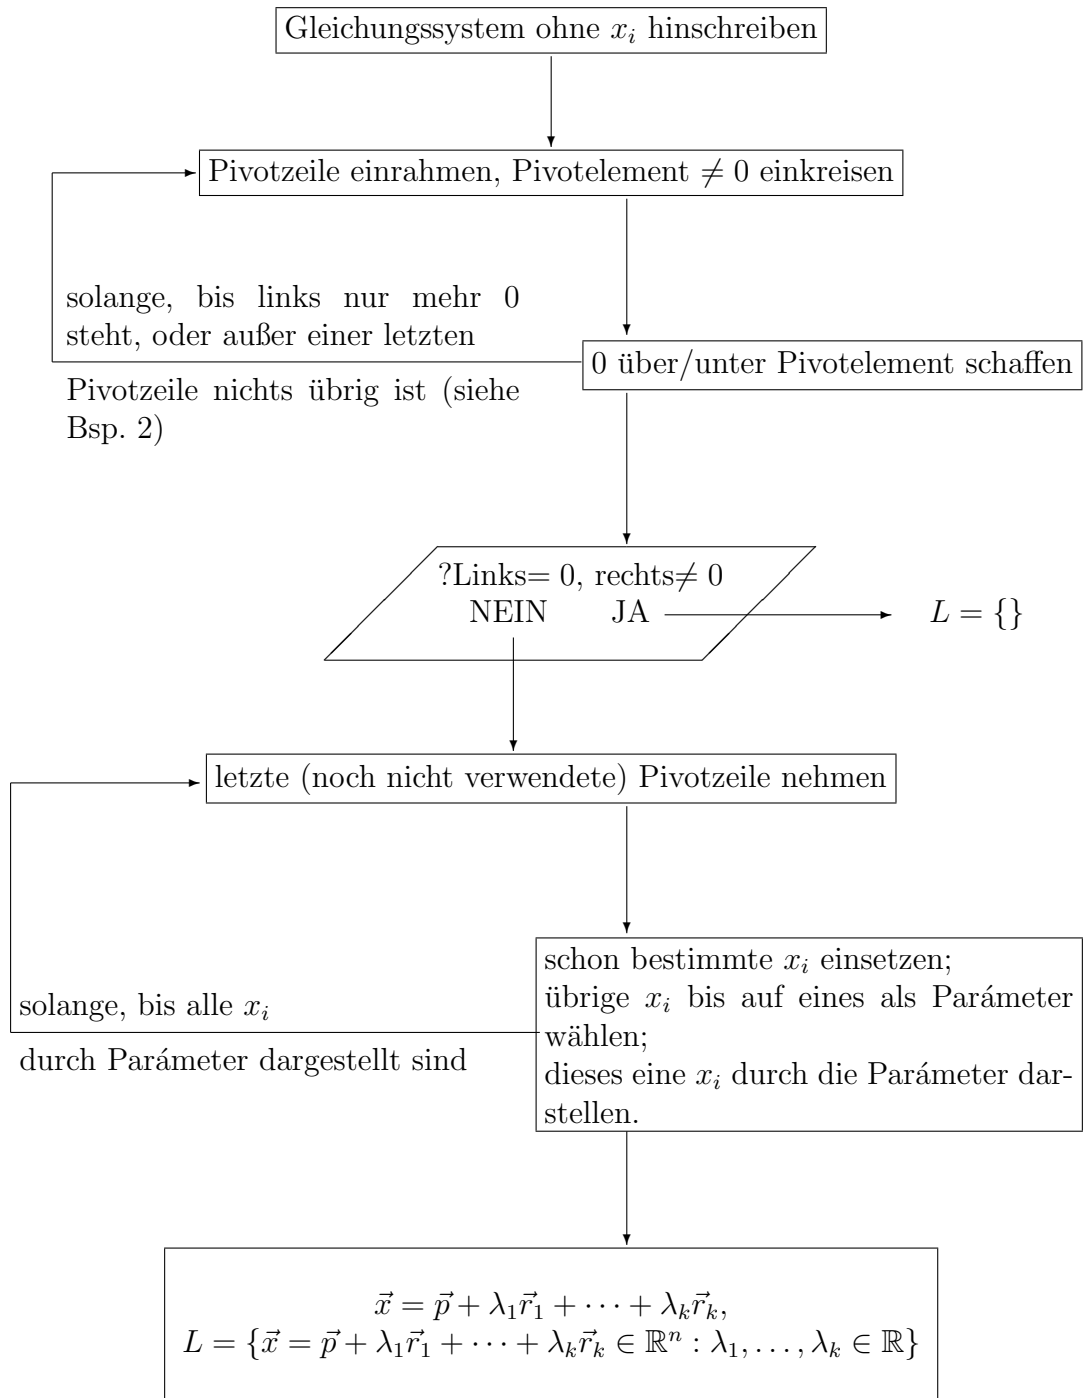 Gleichungssystem ohne $x_i$ hinschreiben
Pivotzeile einrahmen, Pivotelement ≠ 0 einkreisen
solange, bis links nur mehr 0
steht, oder außer einer letzten
Pivotzeile nichts übrig ist (siehe
Bsp. 2)
0 über/unter Pivotelement schaffen
?Links= 0, rechts≠ 0
NEIN JA
$L = \{\}$
letzte (noch nicht verwendete) Pivotzeile nehmen
solange, bis alle $x_i$
durch Parámeter dargestellt sind
schon bestimmte $x_i$ einsetzen;
übrige $x_i$ bis auf eines als Parámeter
wählen;
dieses eine $x_i$ durch die Parámeter dar-
stellen.
$\vec{x} = \vec{p} + \lambda_1 \vec{r}_1 + \cdots + \lambda_k \vec{r}_k,$
$L = \{\vec{x} = \vec{p} + \lambda_1 \vec{r}_1 + \cdots + \lambda_k \vec{r}_k \in \mathbb{R}^n : \lambda_1, \ldots, \lambda_k \in \mathbb{R}\}$